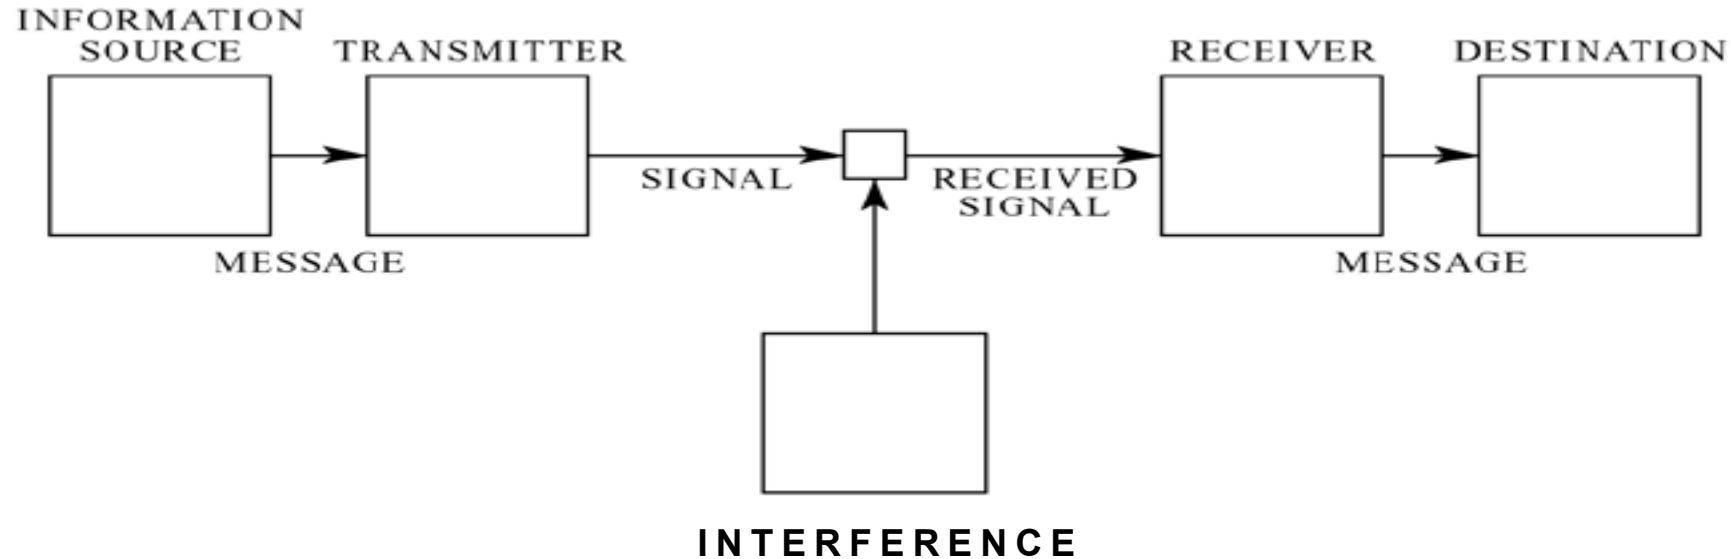 INFORMATION
SOURCE
TRANSMITTER
RECEIVER
DESTINATION
SIGNAL
RECEIVED
SIGNAL
MESSAGE
MESSAGE
INTERFERENCE